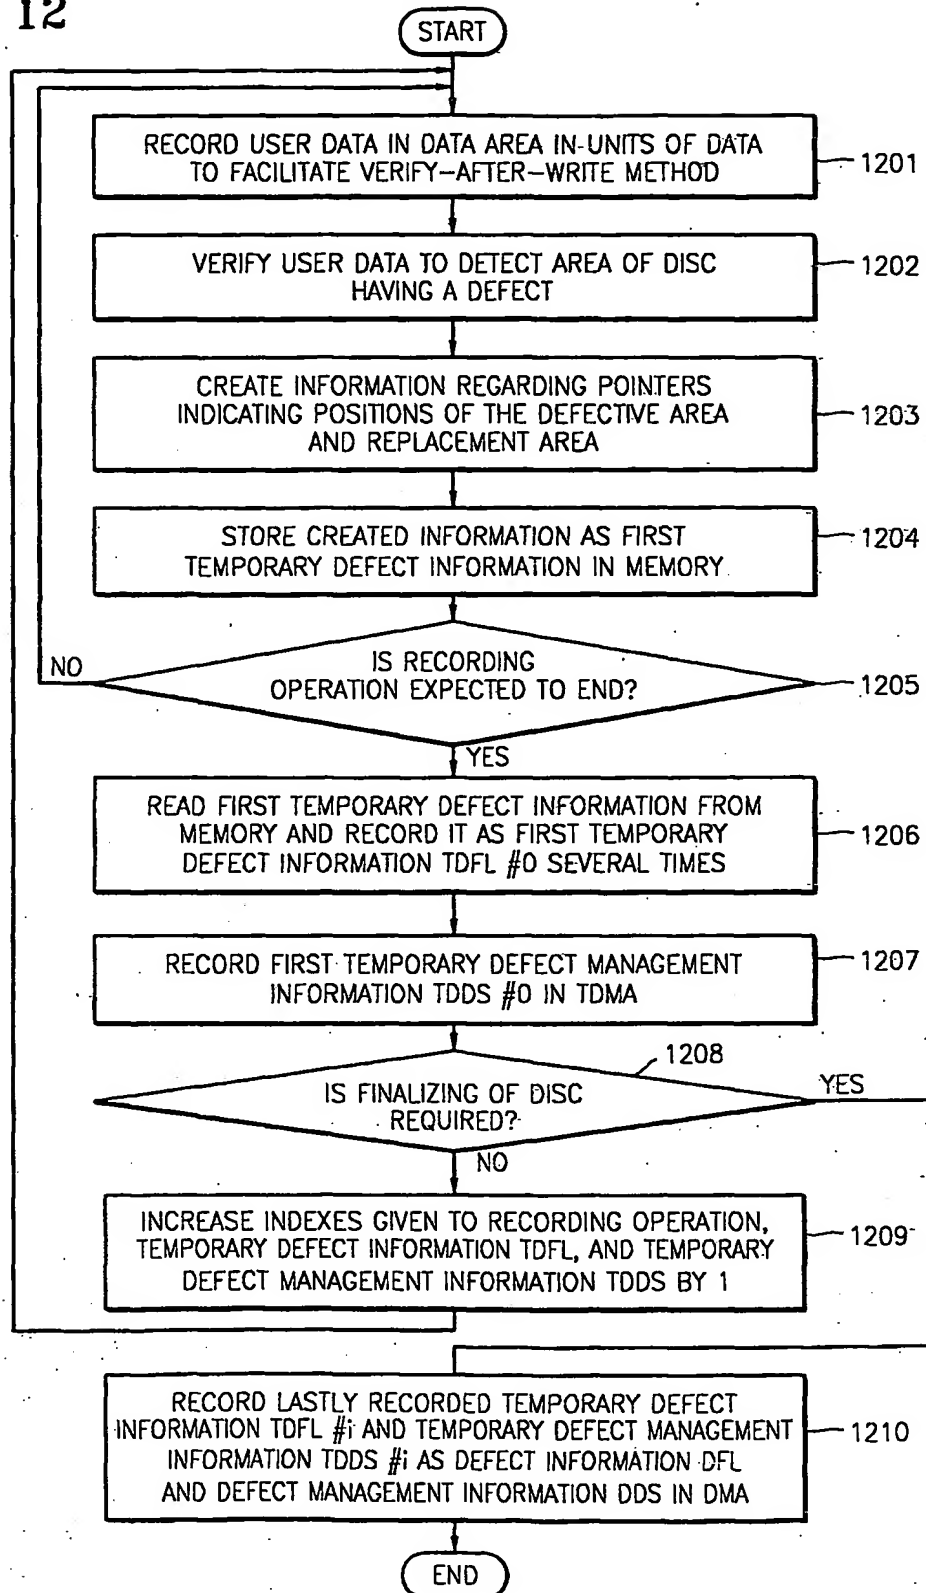 12
START
RECORD USER DATA IN DATA AREA IN-UNITS OF DATA
TO FACILITATE VERIFY-AFTER-WRITE METHOD
1201
VERIFY USER DATA TO DETECT AREA OF DISC
HAVING A DEFECT
1202
CREATE INFORMATION REGARDING POINTERS
INDICATING POSITIONS OF THE DEFECTIVE AREA
AND REPLACEMENT AREA
1203
STORE CREATED INFORMATION AS FIRST
TEMPORARY DEFECT INFORMATION IN MEMORY
1204
NO
IS RECORDING
OPERATION EXPECTED TO END?
1205
YES
READ FIRST TEMPORARY DEFECT INFORMATION FROM
MEMORY AND RECORD IT AS FIRST TEMPORARY
DEFECT INFORMATION TDFL #0 SEVERAL TIMES
1206
RECORD FIRST TEMPORARY DEFECT MANAGEMENT
INFORMATION TDDS #0 IN TDMA
1207
1208
IS FINALIZING OF DISC
REQUIRED?
YES
NO
INCREASE INDEXES GIVEN TO RECORDING OPERATION,
TEMPORARY DEFECT INFORMATION TDFL, AND TEMPORARY
DEFECT MANAGEMENT INFORMATION TDDS BY 1
1209
RECORD LASTLY RECORDED TEMPORARY DEFECT
INFORMATION TDFL #i AND TEMPORARY DEFECT MANAGEMENT
INFORMATION TDDS #i AS DEFECT INFORMATION DFL
AND DEFECT MANAGEMENT INFORMATION DDS IN DMA
1210
END